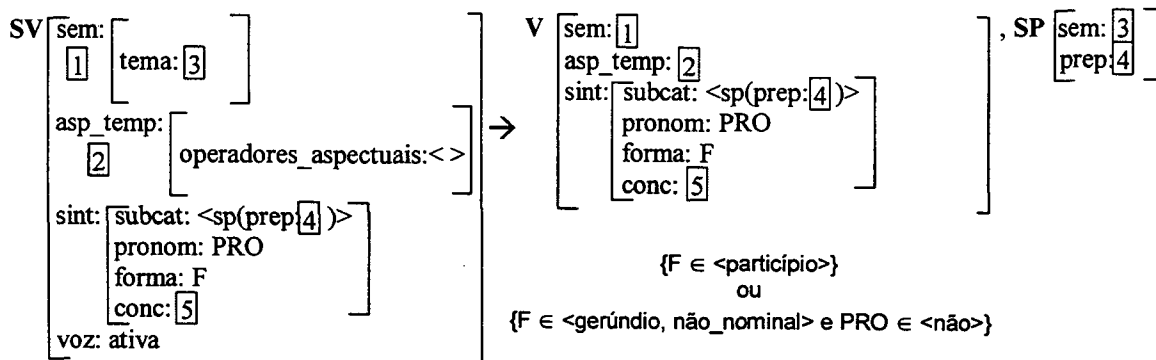 SV sem: → V sem: 1 , SP sem: 3
1 tema: 3 asp_temp: 2 prep: 4
sint: subcat: <sp(prep: 4 )>
asp_temp: pronom: PRO
2 operadores_aspectuais:< > forma: F
conc: 5
sint: subcat: <sp(prep: 4 )>
pronom: PRO
forma: F
conc: 5
voz: ativa
{F ∈ <particípio>}
ou
{F ∈ <gerúndio, não_nominal> e PRO ∈ <não>}